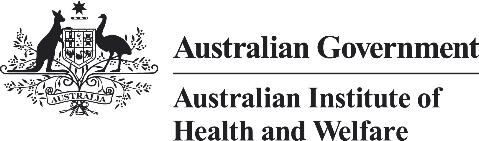 Australian Government
Australian Institute of
Health and Welfare
AUSTRALIA